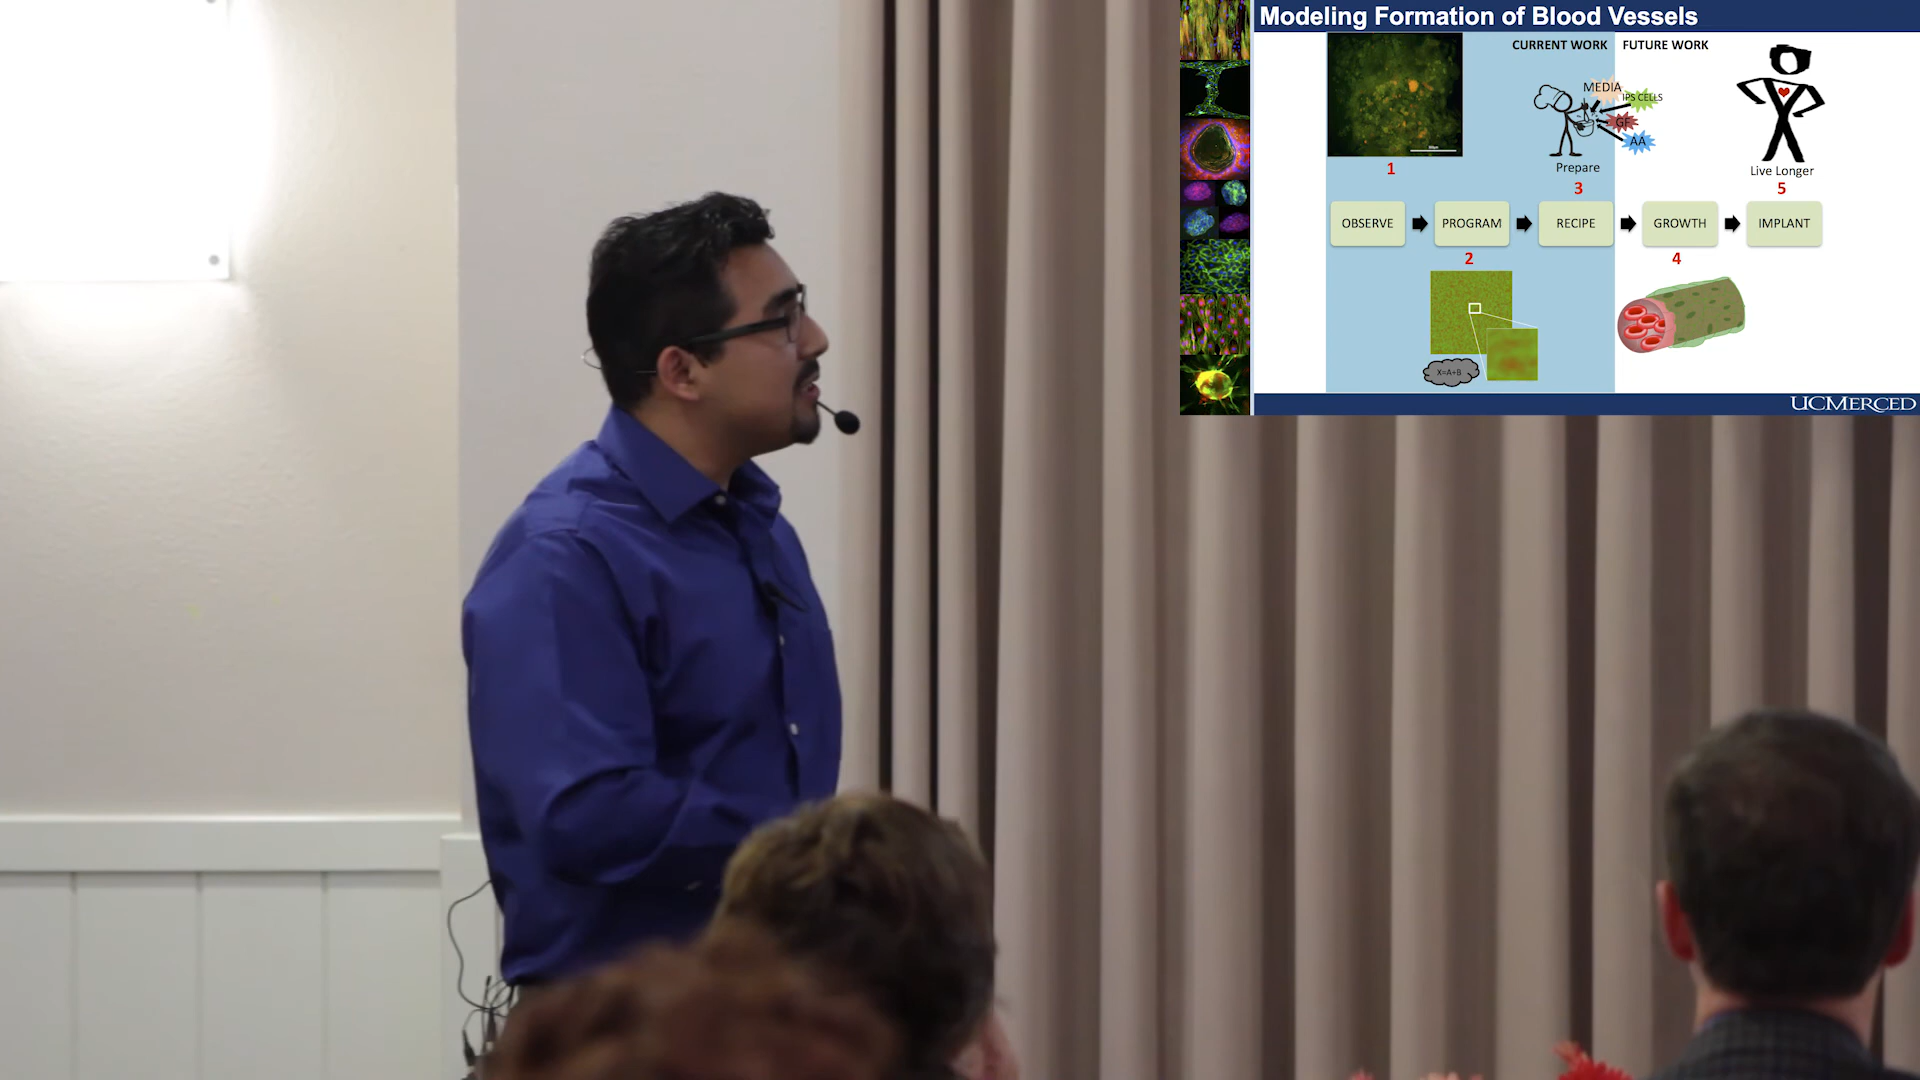 Modeling Formation of Blood Vessels
CURRENT WORK FUTURE WORK
MEDIA
IPS CELLS
GF
AA
Prepare
Live Longer
1
3
5
OBSERVE PROGRAM RECIPE GROWTH IMPLANT
2
4
X=A+B
UCMERCED